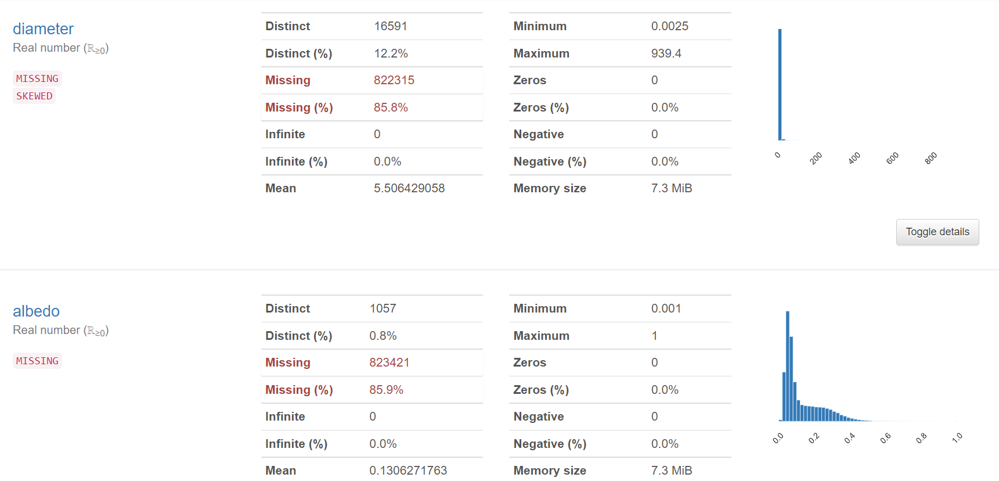 diameter
Real number (ℝ≥0)
MISSING
SKEWED
Distinct 16591
Distinct (%) 12.2%
Missing 822315
Missing (%) 85.8%
Infinite 0
Infinite (%) 0.0%
Mean 5.506429058
Minimum 0.0025
Maximum 939.4
Zeros 0
Zeros (%) 0.0%
Negative 0
Negative (%) 0.0%
Memory size 7.3 MiB
0 200 400 600 800
Toggle details
albedo
Real number (ℝ≥0)
MISSING
Distinct 1057
Distinct (%) 0.8%
Missing 823421
Missing (%) 85.9%
Infinite 0
Infinite (%) 0.0%
Mean 0.1306271763
Minimum 0.001
Maximum 1
Zeros 0
Zeros (%) 0.0%
Negative 0
Negative (%) 0.0%
Memory size 7.3 MiB
0.0 0.2 0.4 0.6 0.8 1.0